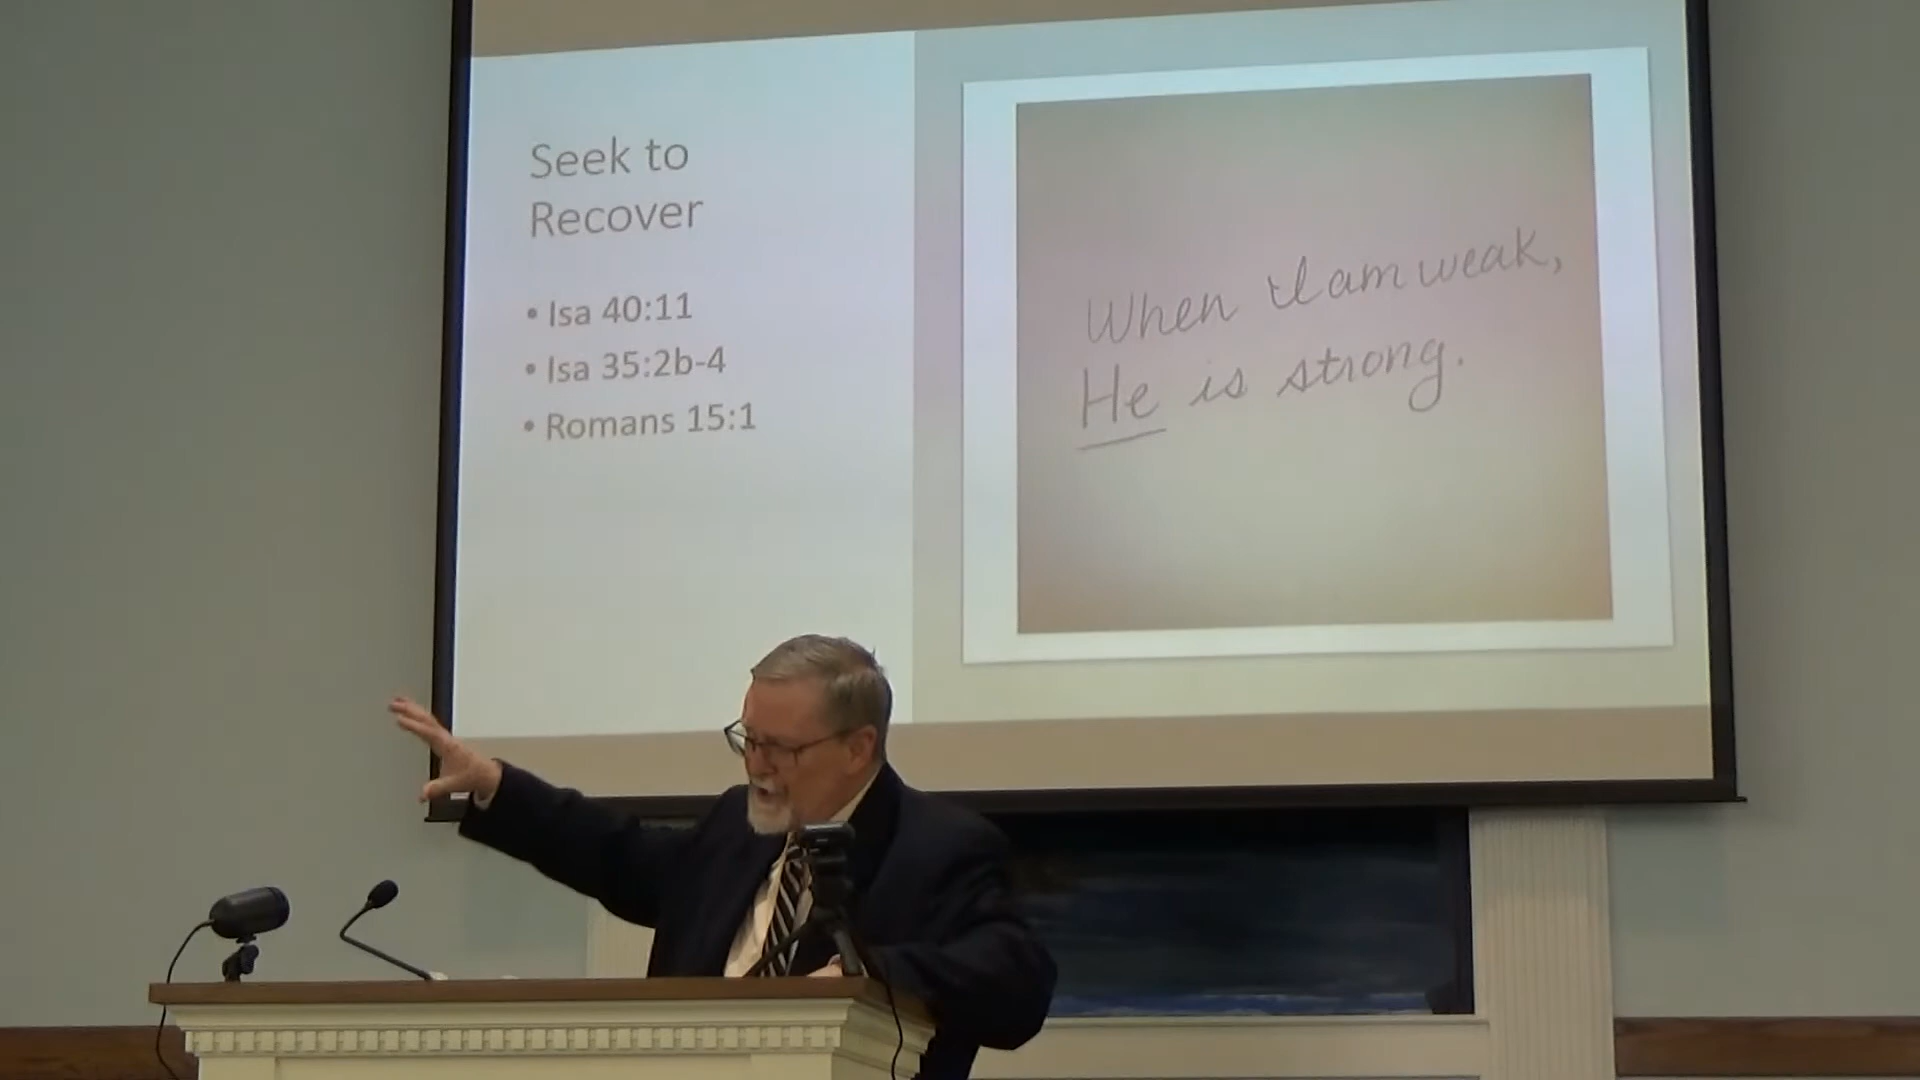 Seek to
Recover
• Isa 40:11
• Isa 35:2b-4
• Romans 15:1
When I am weak,
He is strong.